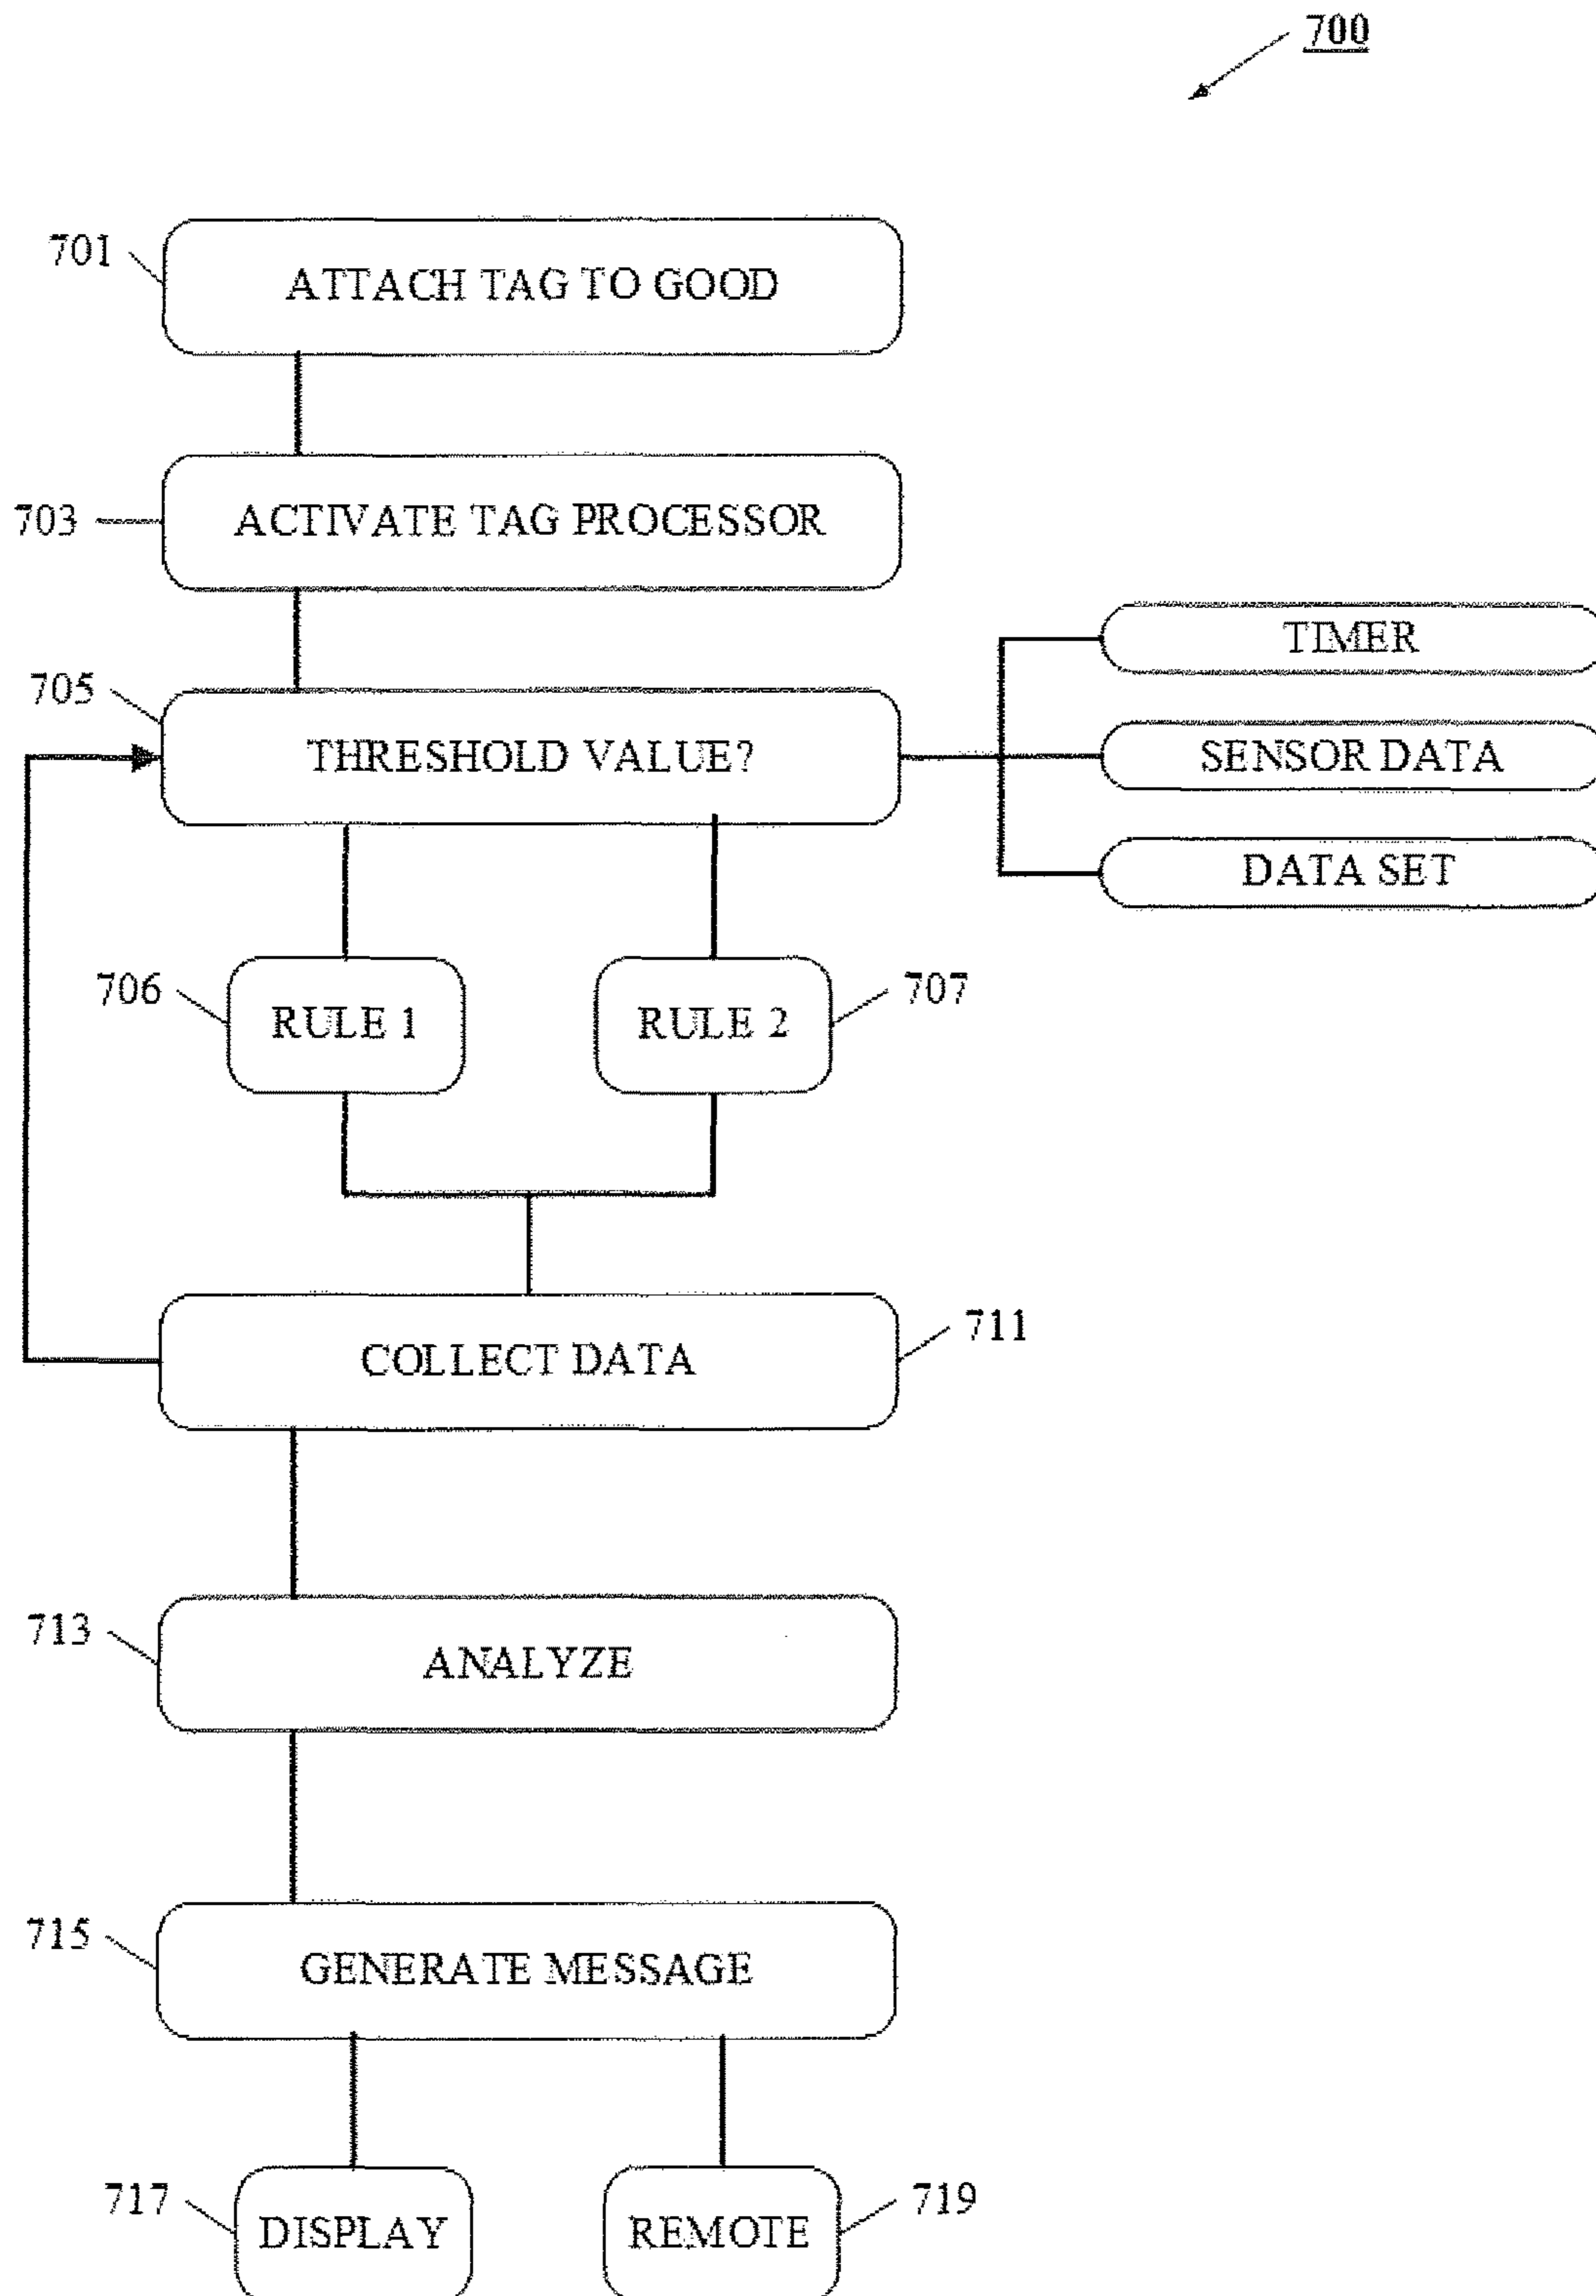 700
701
ATTACH TAG TO GOOD
703
ACTIVATE TAG PROCESSOR
TIMER
705
THRESHOLD VALUE?
SENSOR DATA
DATA SET
706
RULE 1
RULE 2
707
711
COLLECT DATA
713
ANALYZE
715
GENERATE MESSAGE
717
DISPLAY
REMOTE
719